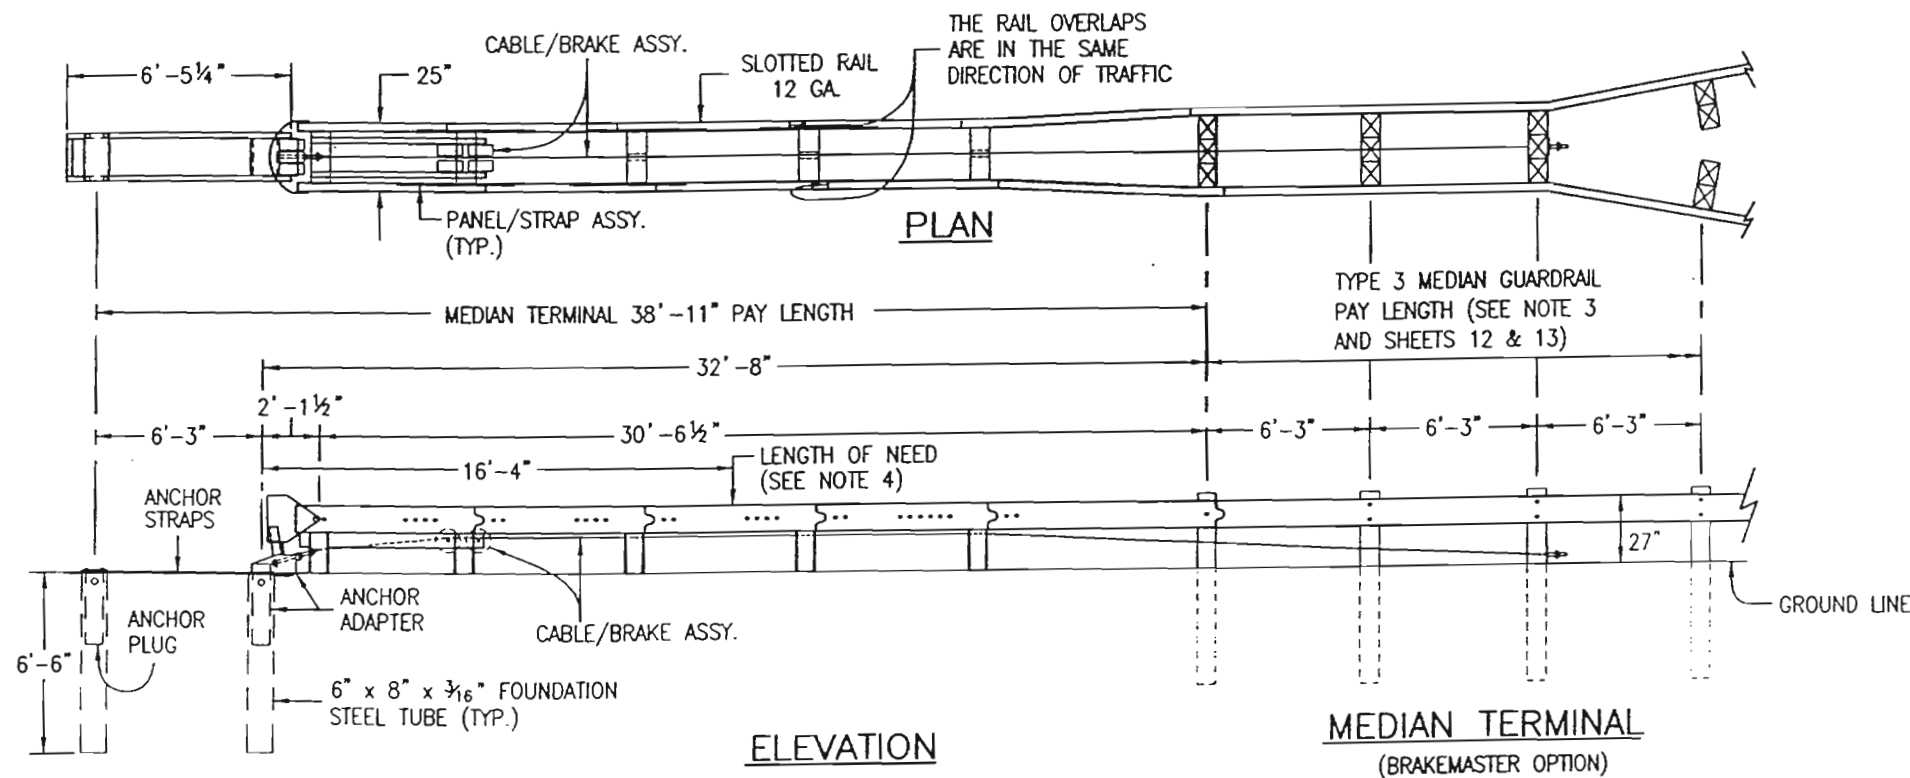 THE RAIL OVERLAPS
ARE IN THE SAME
DIRECTION OF TRAFFIC
CABLE/BRAKE ASSY.
6'-5¼"
25"
SLOTTED RAIL
12 GA.
PANEL/STRAP ASSY.
(TYP.)
PLAN
TYPE 3 MEDIAN GUARDRAIL
PAY LENGTH (SEE NOTE 3
AND SHEETS 12 & 13)
MEDIAN TERMINAL 38'-11" PAY LENGTH
32'-8"
2'-1½"
6'-3"
30'-6½"
6'-3"
6'-3"
6'-3"
16'-4"
LENGTH OF NEED
(SEE NOTE 4)
ANCHOR
STRAPS
27"
ANCHOR
ADAPTER
GROUND LINE
ANCHOR
PLUG
CABLE/BRAKE ASSY.
6'-6"
6" x 8" x 3/16" FOUNDATION
STEEL TUBE (TYP.)
ELEVATION
MEDIAN TERMINAL
(BRAKEMASTER OPTION)